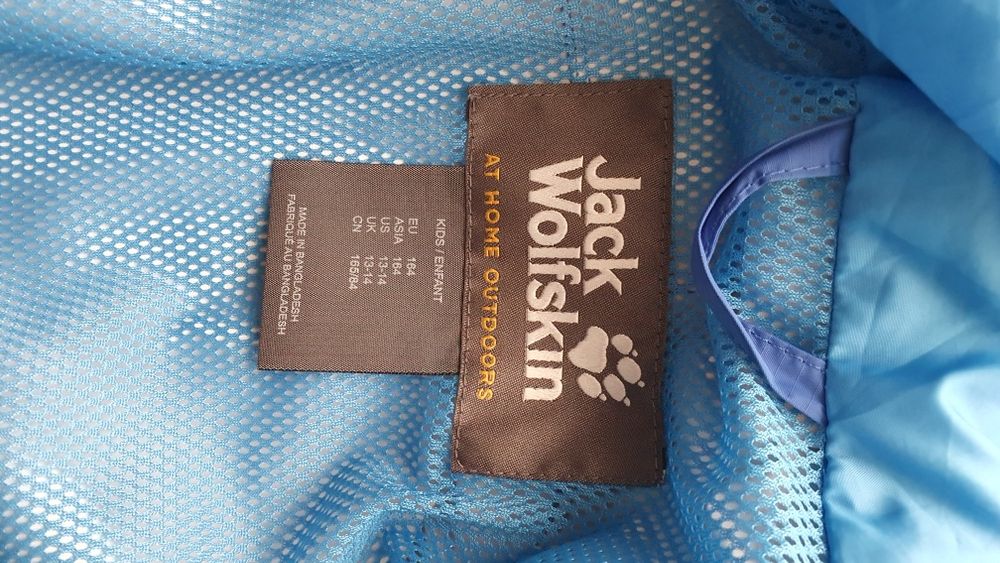 Jack
Wolfskin
AT HOME OUTDOORS
KIDS / ENFANT
EU 164
ASIA 164
US 13-14
UK 13-14
CN 165/84
MADE IN BANGLADESH
FABRIQUÉ AU BANGLADESH